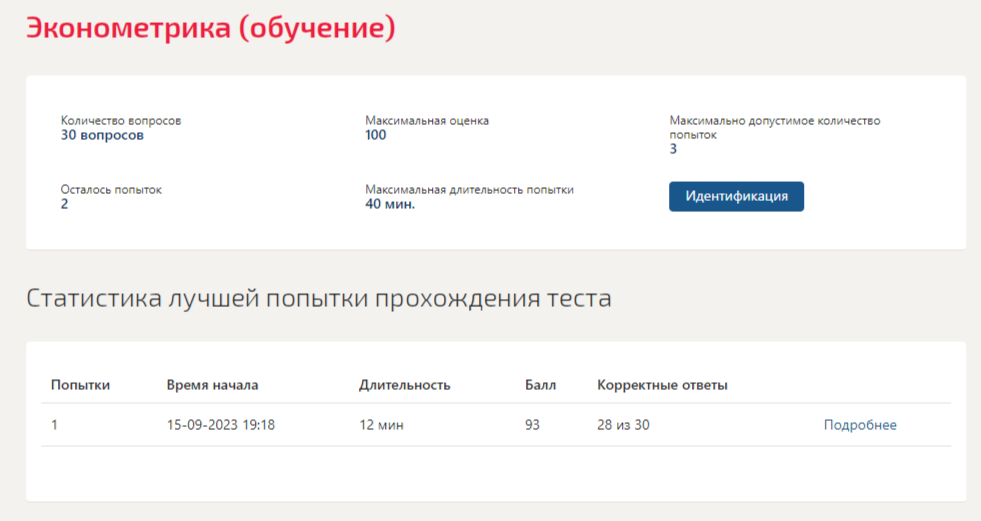 Эконометрика (обучение)
Количество вопросов
30 вопросов
Максимальная оценка
100
Максимально допустимое количество
попыток
3
Осталось попыток
2
Максимальная длительность попытки
40 мин.
Идентификация
Статистика лучшей попытки прохождения теста
Попытки Время начала Длительность Балл Корректные ответы
1 15-09-2023 19:18 12 мин 93 28 из 30 Подробнее